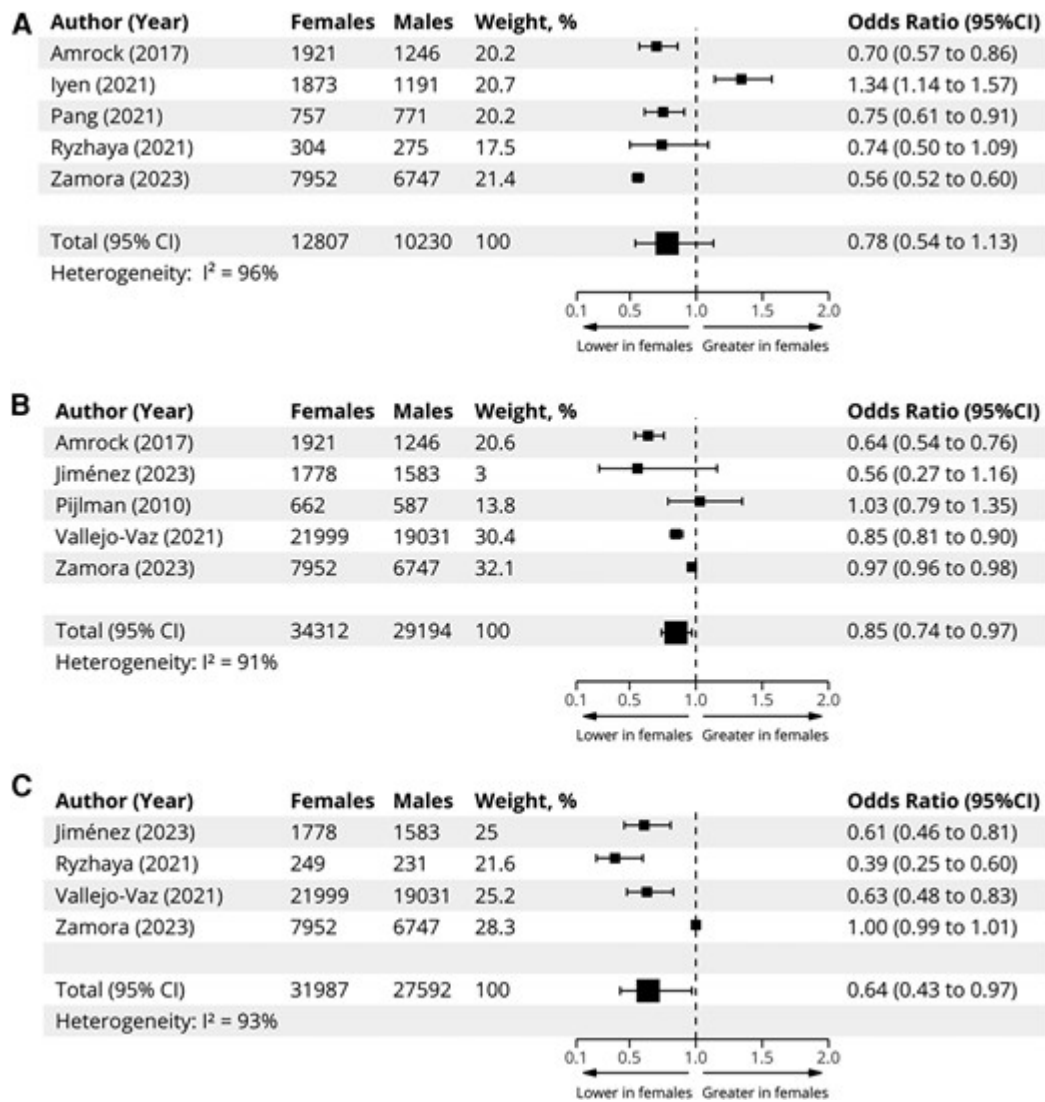 A Author (Year) Females Males Weight, % Odds Ratio (95%CI)
Amrock (2017) 1921 1246 20.2 0.70 (0.57 to 0.86)
Iyen (2021) 1873 1191 20.7 1.34 (1.14 to 1.57)
Pang (2021) 757 771 20.2 0.75 (0.61 to 0.91)
Ryzhaya (2021) 304 275 17.5 0.74 (0.50 to 1.09)
Zamora (2023) 7952 6747 21.4 0.56 (0.52 to 0.60)
Total (95% CI) 12807 10230 100 0.78 (0.54 to 1.13)
Heterogeneity: I² = 96%
0.1 0.5 1.0 1.5 2.0
Lower in females Greater in females
B Author (Year) Females Males Weight, % Odds Ratio (95%CI)
Amrock (2017) 1921 1246 20.6 0.64 (0.54 to 0.76)
Jiménez (2023) 1778 1583 3 0.56 (0.27 to 1.16)
Pijlman (2010) 662 587 13.8 1.03 (0.79 to 1.35)
Vallejo-Vaz (2021) 21999 19031 30.4 0.85 (0.81 to 0.90)
Zamora (2023) 7952 6747 32.1 0.97 (0.96 to 0.98)
Total (95% CI) 34312 29194 100 0.85 (0.74 to 0.97)
Heterogeneity: I² = 91%
0.1 0.5 1.0 1.5 2.0
Lower in females Greater in females
C Author (Year) Females Males Weight, % Odds Ratio (95%CI)
Jiménez (2023) 1778 1583 25 0.61 (0.46 to 0.81)
Ryzhaya (2021) 249 231 21.6 0.39 (0.25 to 0.60)
Vallejo-Vaz (2021) 21999 19031 25.2 0.63 (0.48 to 0.83)
Zamora (2023) 7952 6747 28.3 1.00 (0.99 to 1.01)
Total (95% CI) 31987 27592 100 0.64 (0.43 to 0.97)
Heterogeneity: I² = 93%
0.1 0.5 1.0 1.5 2.0
Lower in females Greater in females